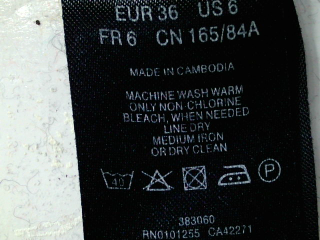 EUR 36 US 6
FR 6 CN 165/84A
MADE IN CAMBODIA
MACHINE WASH WARM
ONLY NON-CHLORINE
BLEACH, WHEN NEEDED
LINE DRY
MEDIUM IRON
OR DRY CLEAN
40 P
383060
RN0101255 CA42271